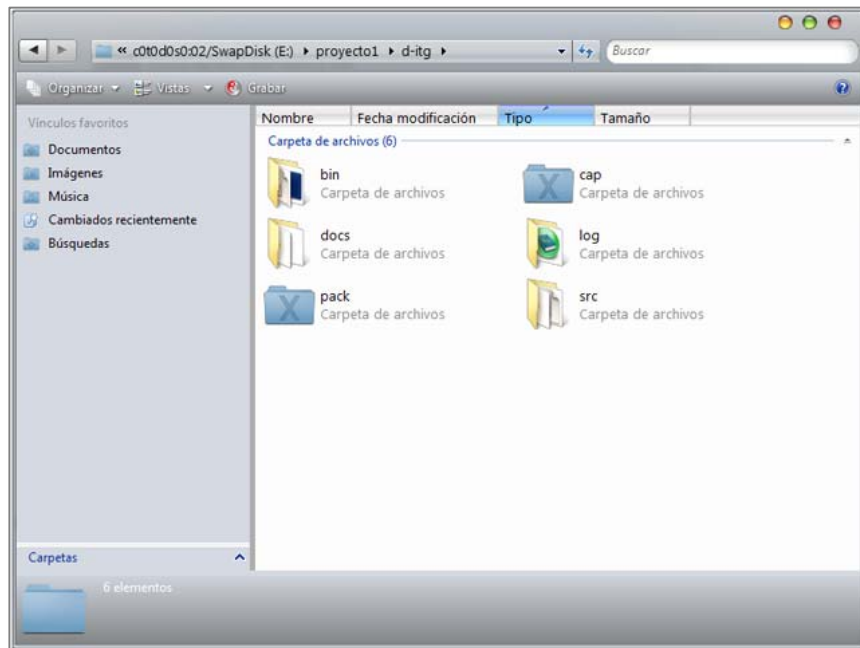 « c0t0d0s0:02/SwapDisk (E:) ▸ proyecto1 ▸ d-itg ▸ Buscar
Organizar Vistas Grabar
Vínculos favoritos
Documentos
Imágenes
Música
Cambiados recientemente
Búsquedas
Nombre Fecha modificación Tipo Tamaño
Carpeta de archivos (6)
bin
Carpeta de archivos
cap
Carpeta de archivos
docs
Carpeta de archivos
log
Carpeta de archivos
pack
Carpeta de archivos
src
Carpeta de archivos
Carpetas
6 elementos